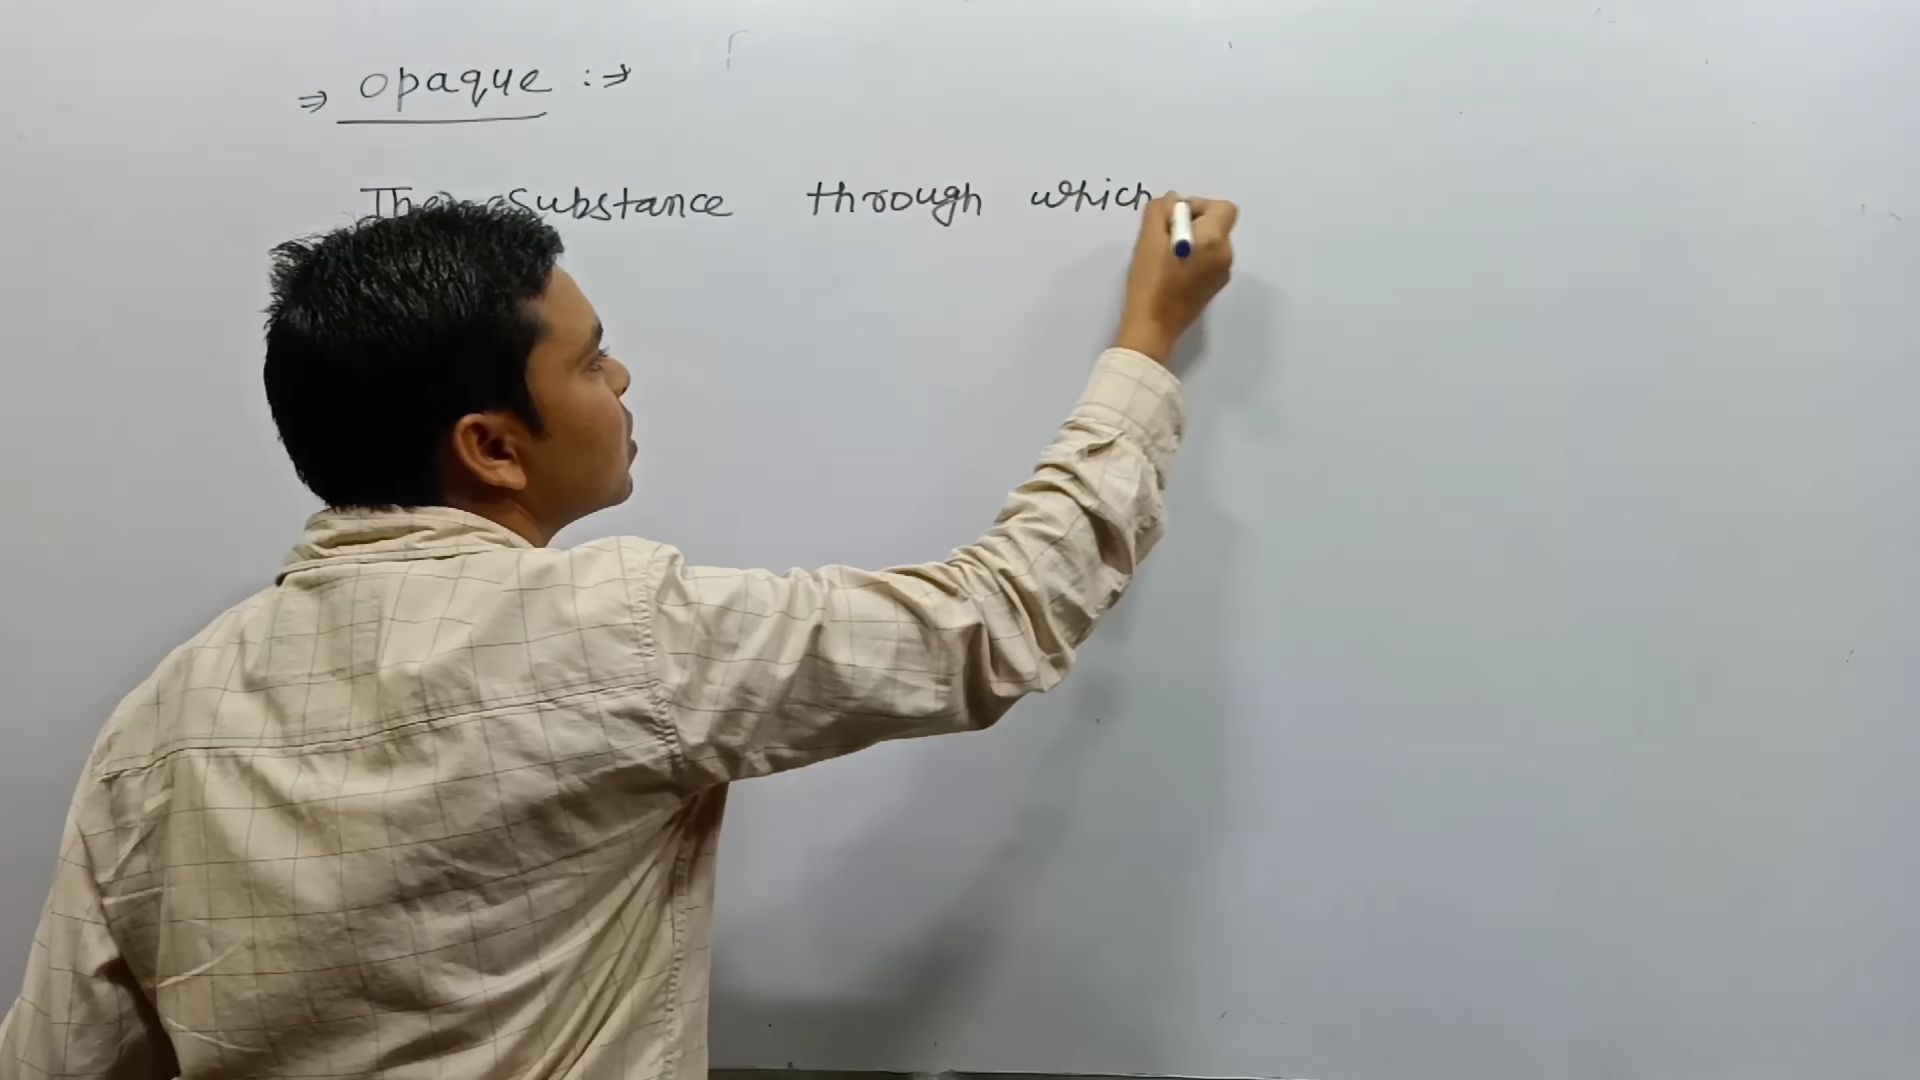 ⇒ opaque :⇒
The substance through which